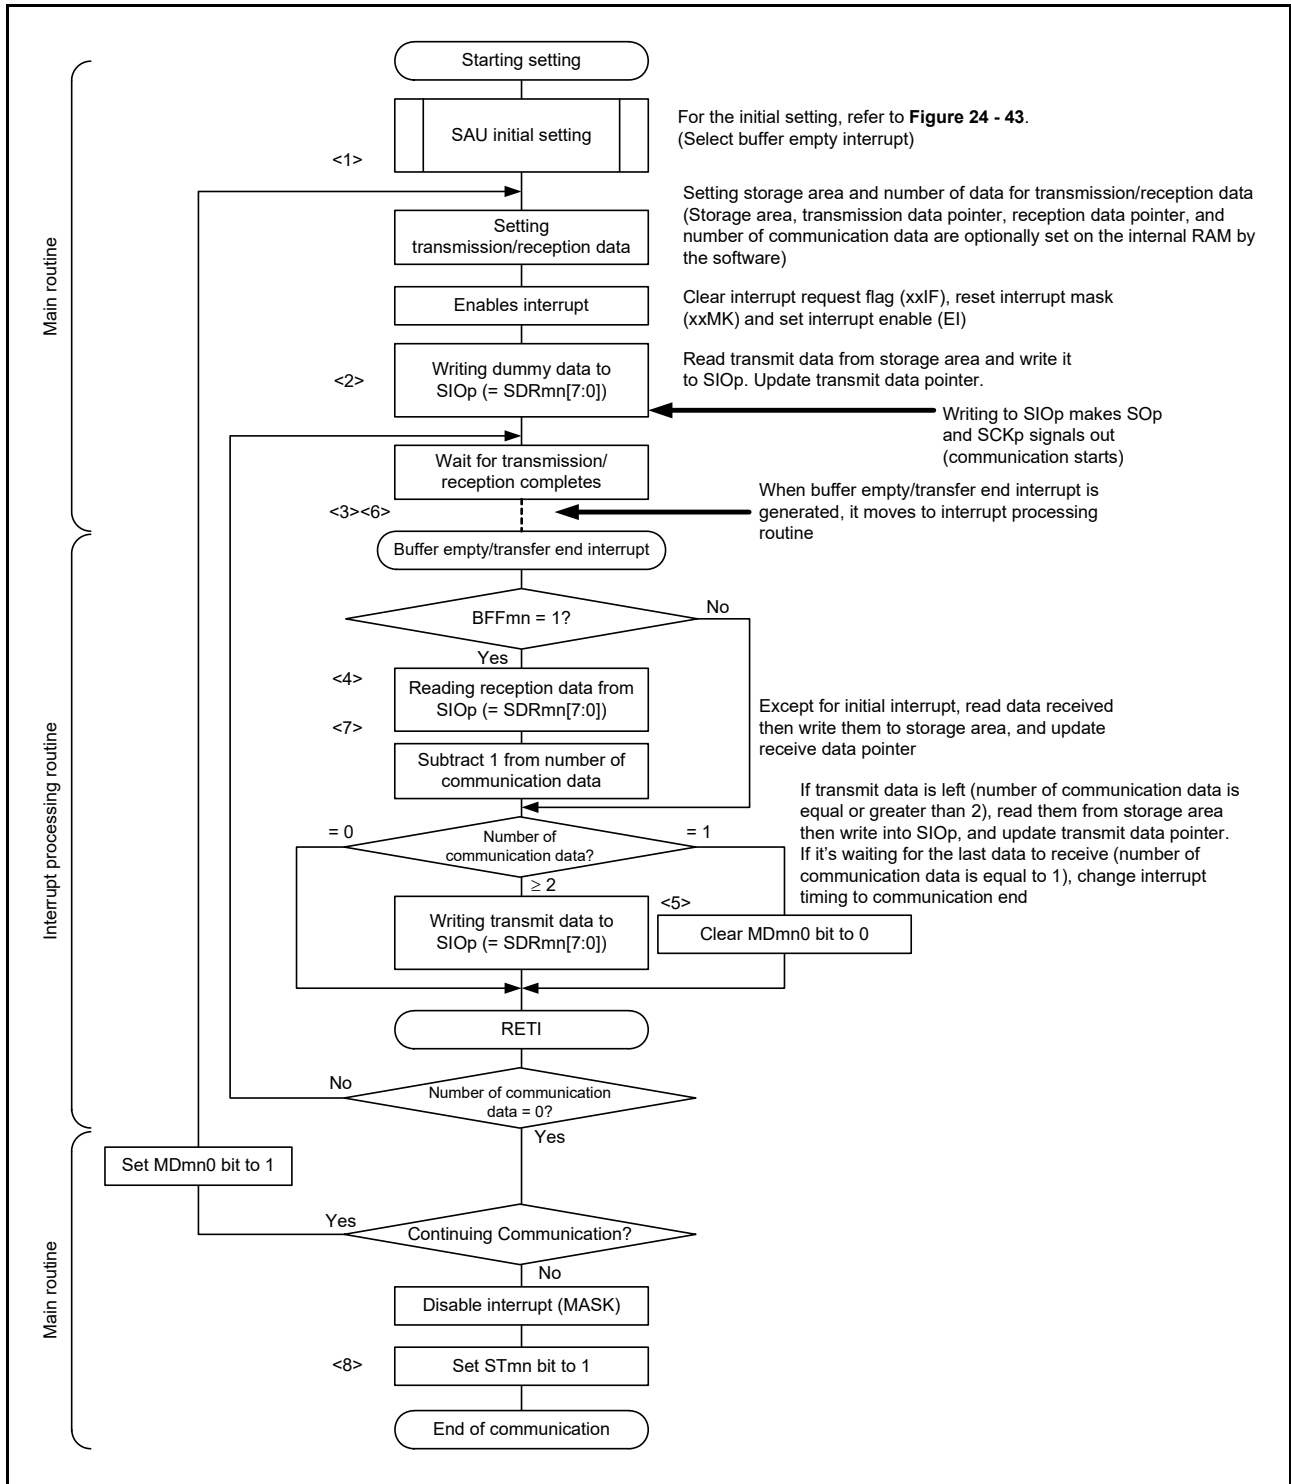 Starting setting
SAU initial setting
For the initial setting, refer to Figure 24 - 43.
(Select buffer empty interrupt)
<1>
Setting
transmission/reception data
Setting storage area and number of data for transmission/reception data
(Storage area, transmission data pointer, reception data pointer, and
number of communication data are optionally set on the internal RAM by
the software)
Main routine
Enables interrupt
Clear interrupt request flag (xxIF), reset interrupt mask
(xxMK) and set interrupt enable (EI)
<2>
Writing dummy data to
SIOp (= SDRmn[7:0])
Read transmit data from storage area and write it
to SIOp. Update transmit data pointer.
Writing to SIOp makes SOp
and SCKp signals out
(communication starts)
Wait for transmission/
reception completes
<3><6>
When buffer empty/transfer end interrupt is
generated, it moves to interrupt processing
routine
Buffer empty/transfer end interrupt
BFFmn = 1?
No
Yes
<4>
Reading reception data from
SIOp (= SDRmn[7:0])
<7>
Except for initial interrupt, read data received
then write them to storage area, and update
receive data pointer
Subtract 1 from number of
communication data
Interrupt processing routine
= 0
Number of
communication data?
= 1
≥ 2
If transmit data is left (number of communication data is
equal or greater than 2), read them from storage area
then write into SIOp, and update transmit data pointer.
If it's waiting for the last data to receive (number of
communication data is equal to 1), change interrupt
timing to communication end
Writing transmit data to
SIOp (= SDRmn[7:0])
<5>
Clear MDmn0 bit to 0
RETI
No
Number of communication
data = 0?
Yes
Set MDmn0 bit to 1
Yes
Continuing Communication?
No
Main routine
Disable interrupt (MASK)
<8>
Set STmn bit to 1
End of communication